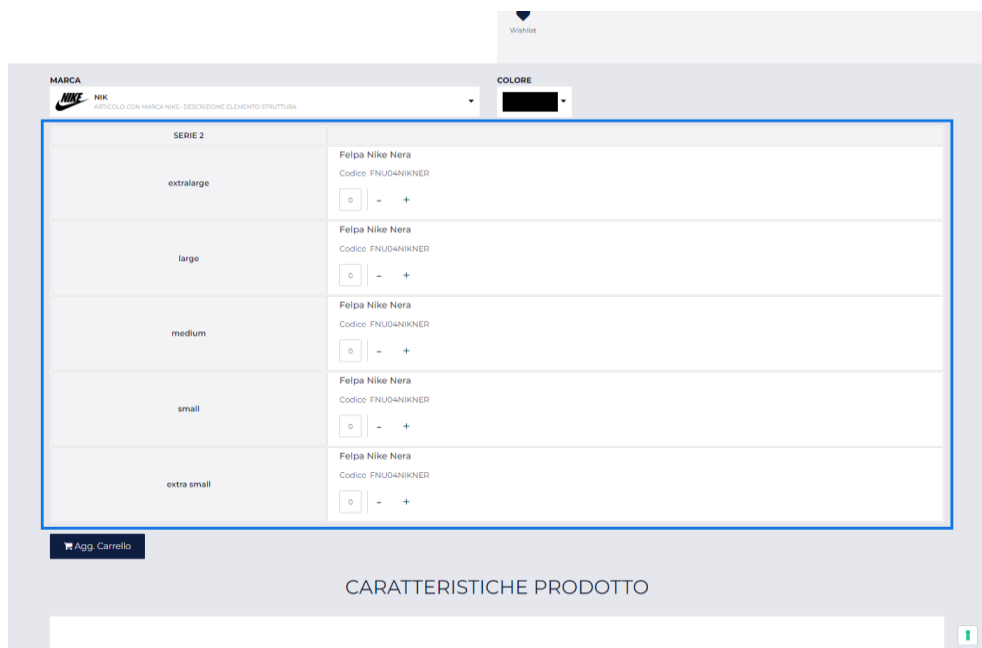 Wishlist
MARCA
COLORE
NIKE
NIK
ARTICOLO CON MARCA NIKE- DESCRIZIONE ELEMENTO STRUTTURA
SERIE 2
extralarge
Felpa Nike Nera
Codice FNU04NIKNER
0 - +
large
Felpa Nike Nera
Codice FNU04NIKNER
0 - +
medium
Felpa Nike Nera
Codice FNU04NIKNER
0 - +
small
Felpa Nike Nera
Codice FNU04NIKNER
0 - +
extra small
Felpa Nike Nera
Codice FNU04NIKNER
0 - +
Agg. Carrello
CARATTERISTICHE PRODOTTO